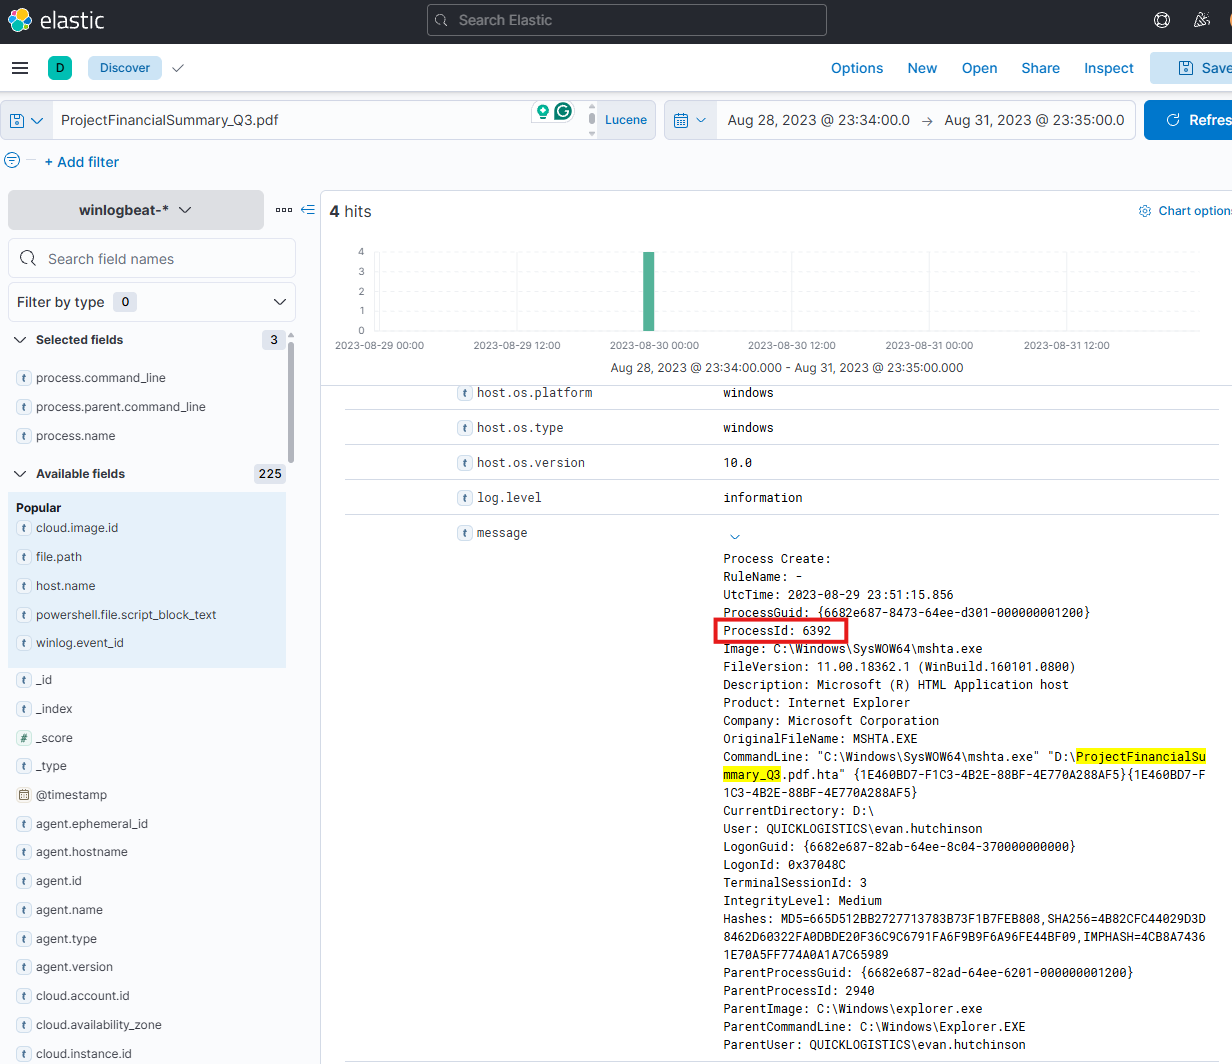 elastic
Search Elastic
D
Discover
Options
New
Open
Share
Inspect
Save
ProjectFinancialSummary_Q3.pdf
Lucene
Aug 28, 2023 @ 23:34:00.0 → Aug 31, 2023 @ 23:35:00.0
Refres
+ Add filter
winlogbeat-*
Search field names
Filter by type 0
Selected fields 3
t process.command_line
t process.parent.command_line
t process.name
Available fields 225
Popular
t cloud.image.id
t file.path
t host.name
t powershell.file.script_block_text
t winlog.event_id
t _id
t _index
# _score
t _type
@timestamp
t agent.ephemeral_id
t agent.hostname
t agent.id
t agent.name
t agent.type
t agent.version
t cloud.account.id
t cloud.availability_zone
t cloud.instance.id
4 hits
Chart option
4
3
2
1
0
2023-08-29 00:00
2023-08-29 12:00
2023-08-30 00:00
2023-08-30 12:00
2023-08-31 00:00
2023-08-31 12:00
Aug 28, 2023 @ 23:34:00.000 - Aug 31, 2023 @ 23:35:00.000
t host.os.platform windows
t host.os.type windows
t host.os.version 10.0
t log.level information
t message
Process Create:
RuleName: -
UtcTime: 2023-08-29 23:51:15.856
ProcessGuid: {6682e687-8473-64ee-d301-000000001200}
ProcessId: 6392
Image: C:\Windows\SysWOW64\mshta.exe
FileVersion: 11.00.18362.1 (WinBuild.160101.0800)
Description: Microsoft (R) HTML Application host
Product: Internet Explorer
Company: Microsoft Corporation
OriginalFileName: MSHTA.EXE
CommandLine: "C:\Windows\SysWOW64\mshta.exe" "D:\ProjectFinancialSu
mmary_Q3.pdf.hta" {1E460BD7-F1C3-4B2E-88BF-4E770A288AF5}{1E460BD7-F
1C3-4B2E-88BF-4E770A288AF5}
CurrentDirectory: D:\
User: QUICKLOGISTICS\evan.hutchinson
LogonGuid: {6682e687-82ab-64ee-8c04-370000000000}
LogonId: 0x37048C
TerminalSessionId: 3
IntegrityLevel: Medium
Hashes: MD5=665D512BB2727713783B73F1B7FEB808,SHA256=4B82CFC44029D3D
8462D60322FA0DBDE20F36C9C6791FA6F9B9F6A96FE44BF09,IMPHASH=4CB8A7436
1E70A5FF774A0A1A7C65989
ParentProcessGuid: {6682e687-82ad-64ee-6201-000000001200}
ParentProcessId: 2940
ParentImage: C:\Windows\explorer.exe
ParentCommandLine: C:\Windows\Explorer.EXE
ParentUser: QUICKLOGISTICS\evan.hutchinson